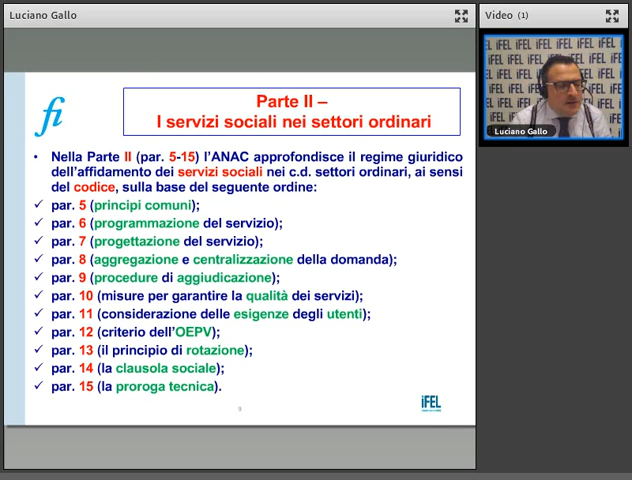 Luciano Gallo
Video (1)
fi
Parte II –
I servizi sociali nei settori ordinari
• Nella Parte II (par. 5-15) l'ANAC approfondisce il regime giuridico
dell'affidamento dei servizi sociali nei c.d. settori ordinari, ai sensi
del codice, sulla base del seguente ordine:
✓ par. 5 (principi comuni);
✓ par. 6 (programmazione del servizio);
✓ par. 7 (progettazione del servizio);
✓ par. 8 (aggregazione e centralizzazione della domanda);
✓ par. 9 (procedure di aggiudicazione);
✓ par. 10 (misure per garantire la qualità dei servizi);
✓ par. 11 (considerazione delle esigenze degli utenti);
✓ par. 12 (criterio dell'OEPV);
✓ par. 13 (il principio di rotazione);
✓ par. 14 (la clausola sociale);
✓ par. 15 (la proroga tecnica).
iFEL
iFEL iFEL iFEL iFEL
Luciano Gallo